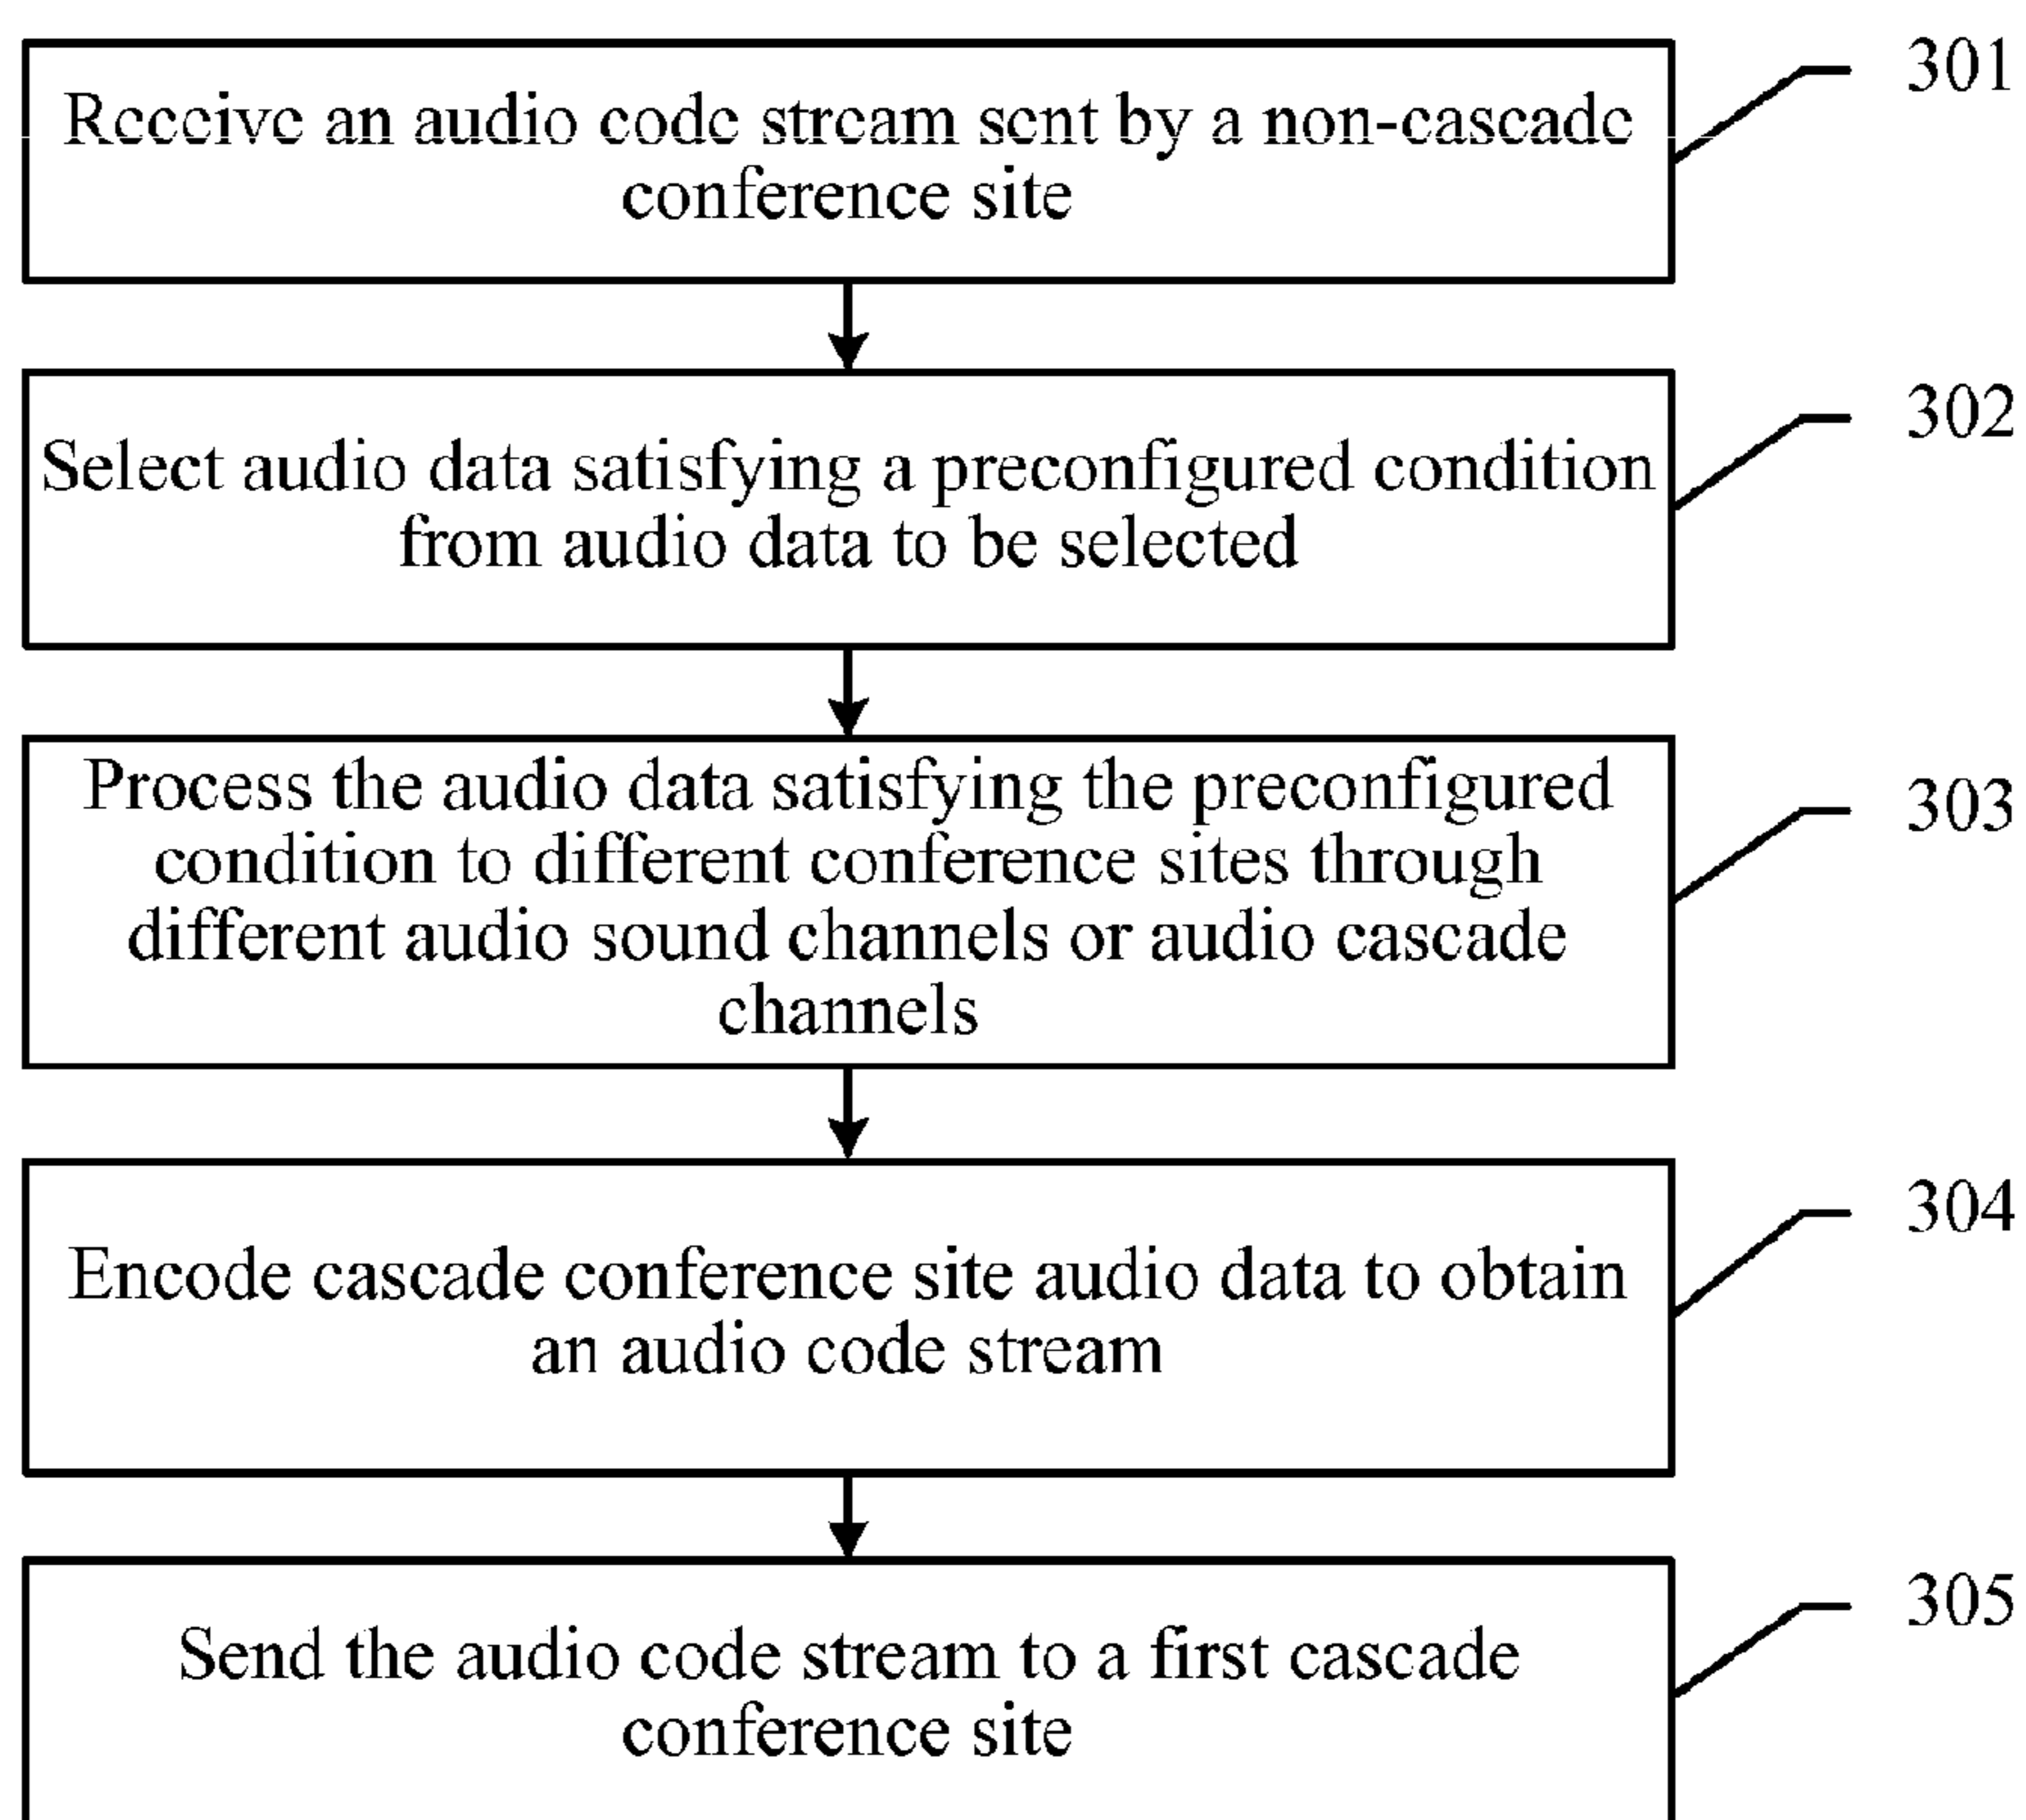 Receive an audio code stream sent by a non-cascade
conference site
301
Select audio data satisfying a preconfigured condition
from audio data to be selected
302
Process the audio data satisfying the preconfigured
condition to different conference sites through
different audio sound channels or audio cascade
channels
303
Encode cascade conference site audio data to obtain
an audio code stream
304
Send the audio code stream to a first cascade
conference site
305